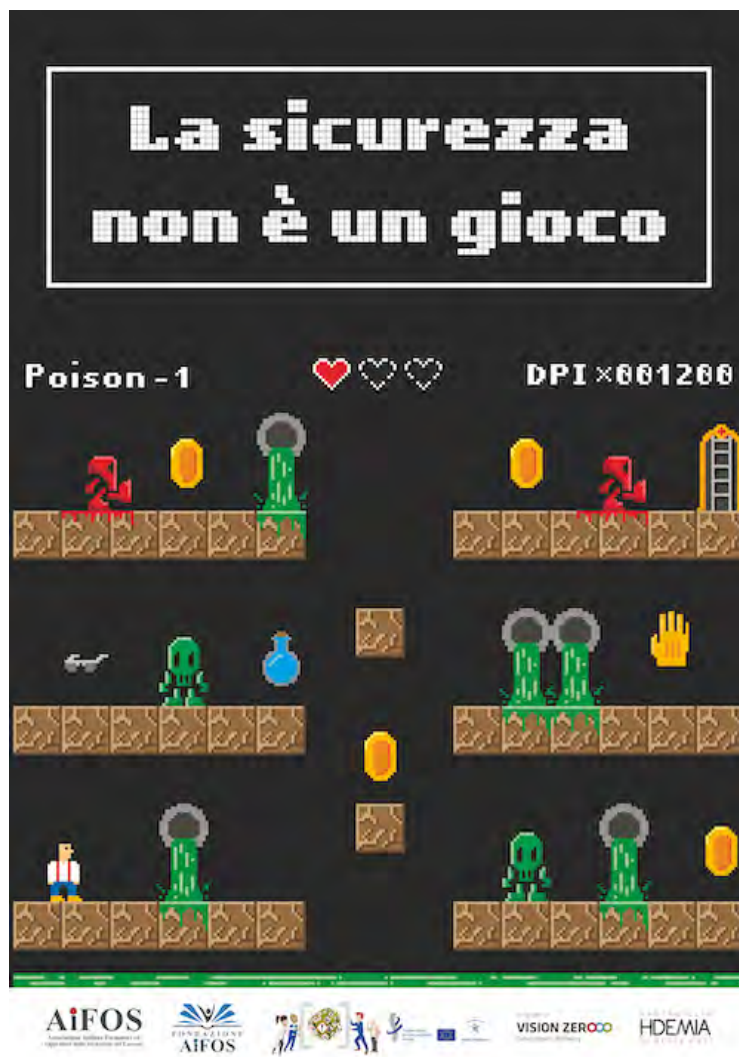 La sicurezza
non è un gioco
Poison -1
DPI ×001200
AiFOS
FONDAZIONE
AiFOS
VISION ZERO
HDEMIA